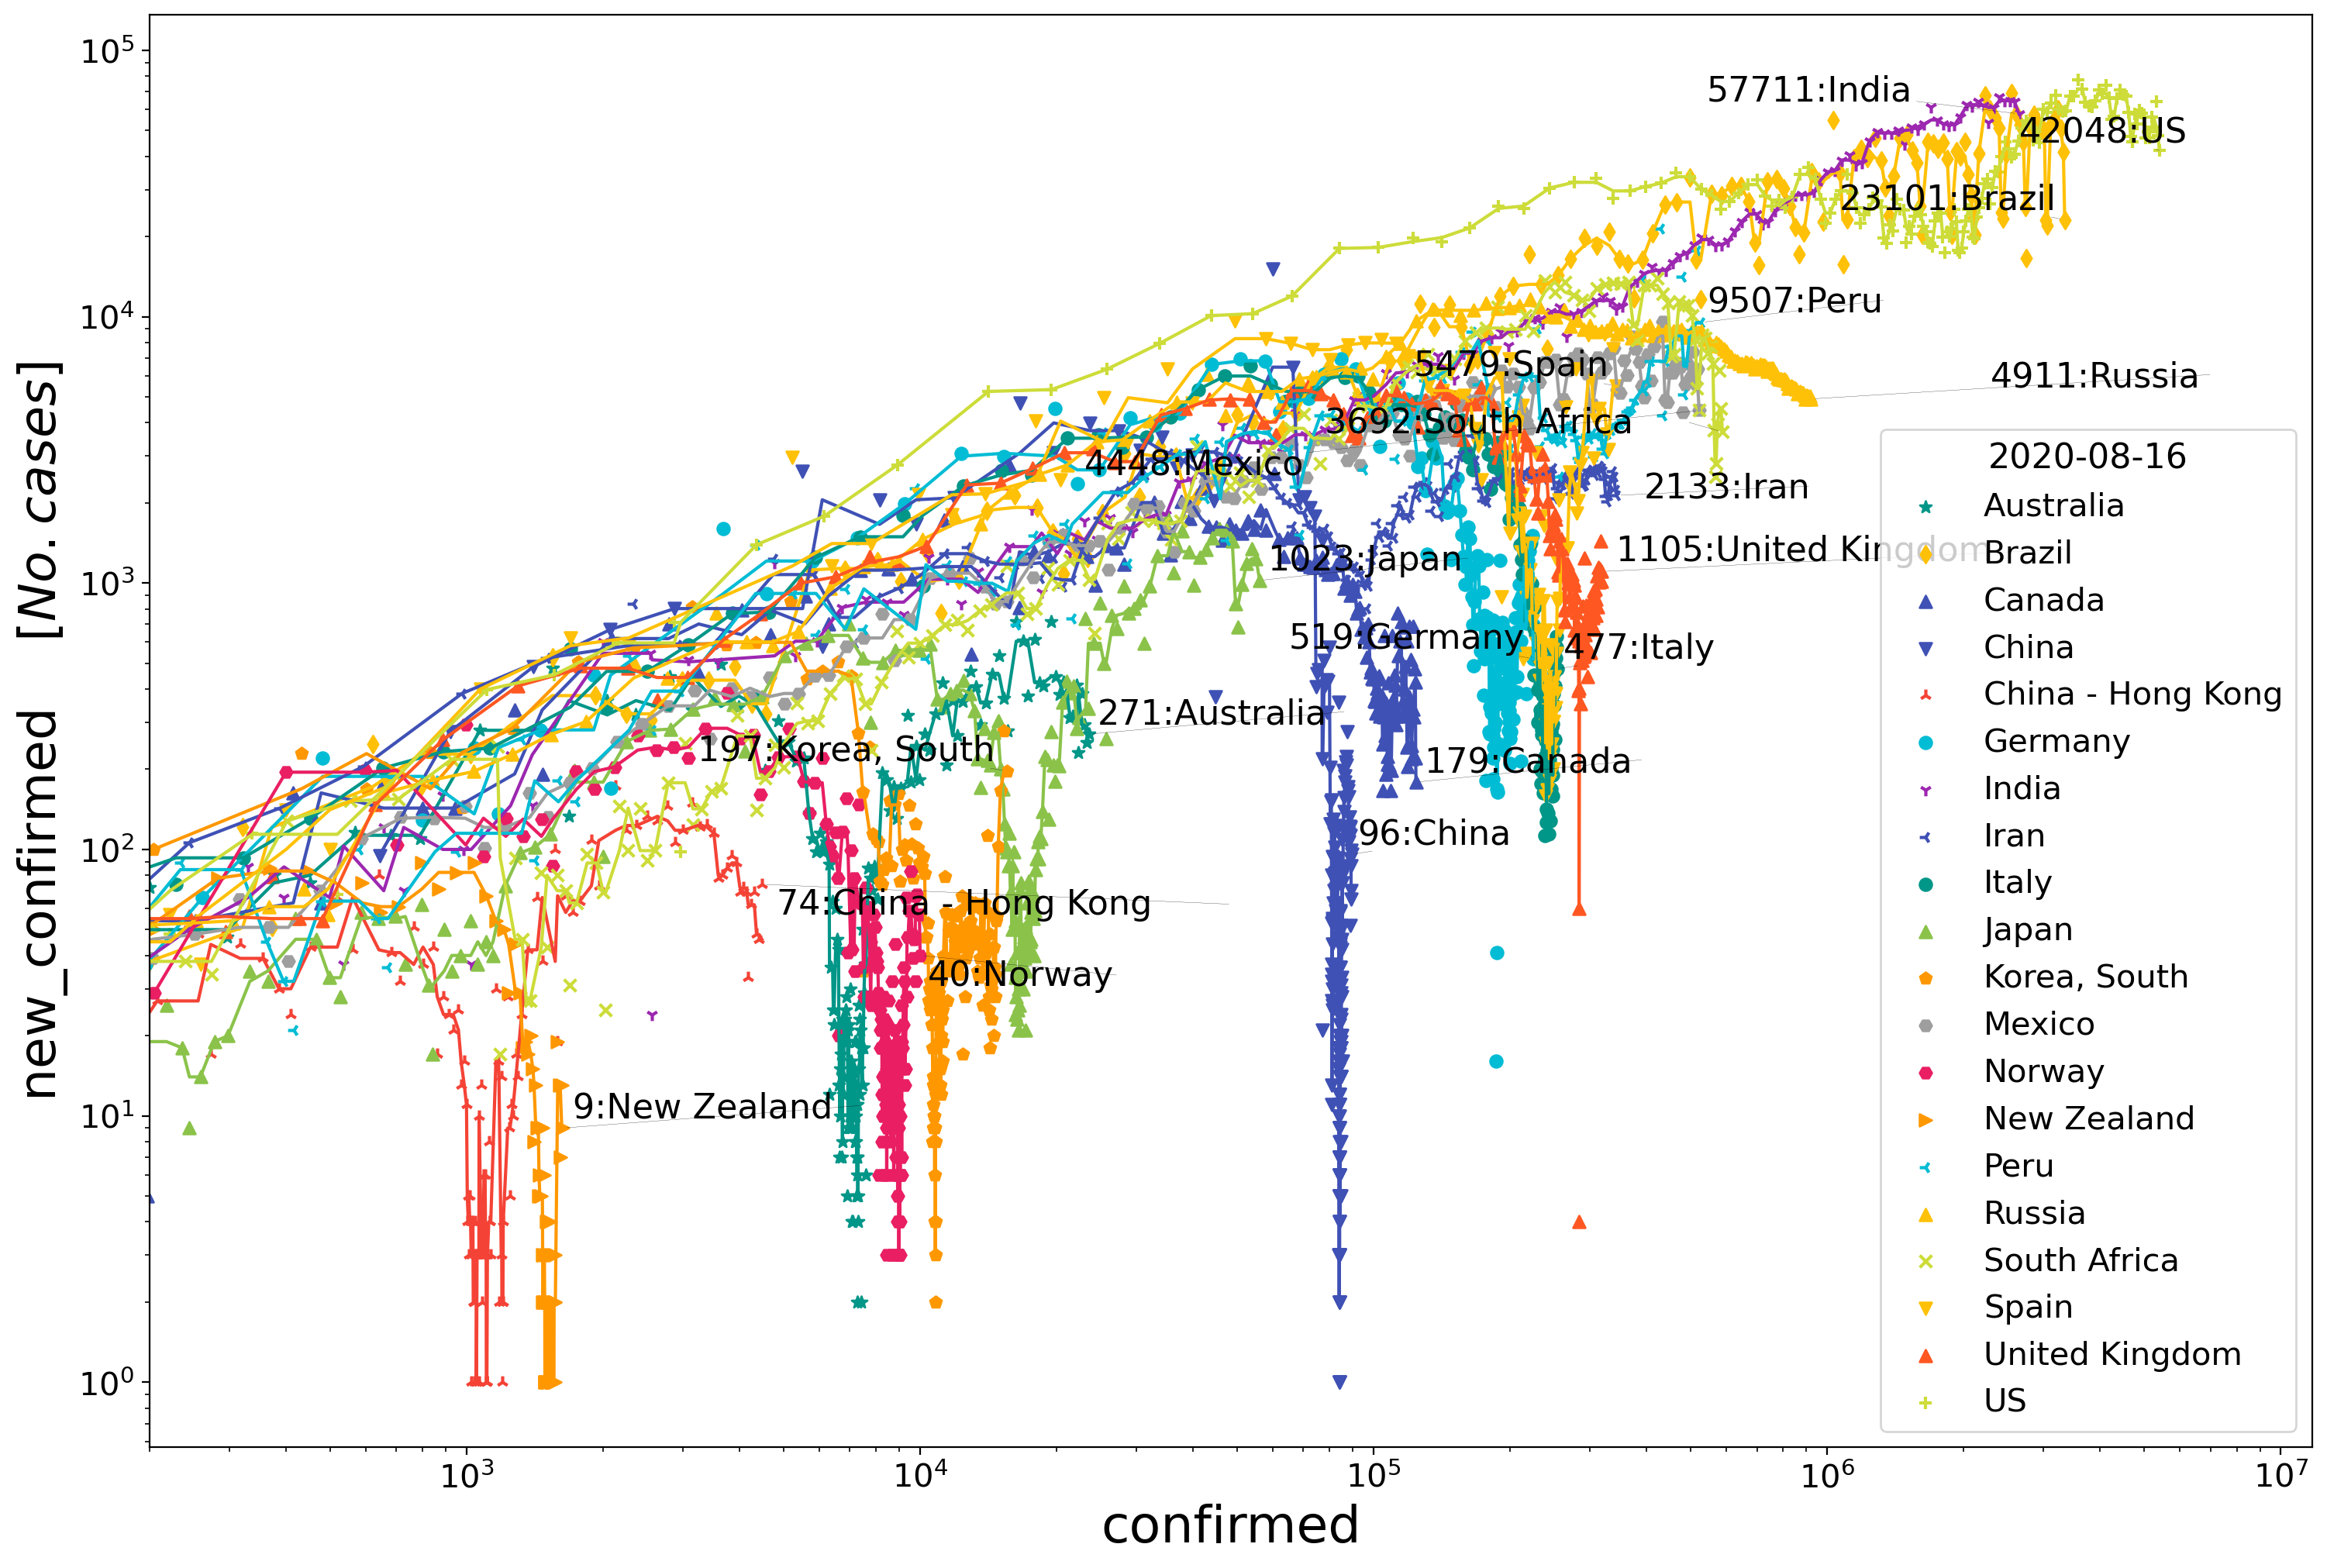 10^5
10^4
10^3
10^2
10^1
10^0
new_confirmed [No.cases]
57711:India
42048:US
23101:Brazil
9507:Peru
5479:Spain
4911:Russia
3692:South Africa
4448:Mexico
2133:Iran
1023:Japan
1105:United Kingdom
519:Germany
477:Italy
271:Australia
197:Korea, South
179:Canada
96:China
74:China - Hong Kong
40:Norway
9:New Zealand
2020-08-16
Australia
Brazil
Canada
China
China - Hong Kong
Germany
India
Iran
Italy
Japan
Korea, South
Mexico
Norway
New Zealand
Peru
Russia
South Africa
Spain
United Kingdom
US
10^3
10^4
10^5
10^6
10^7
confirmed